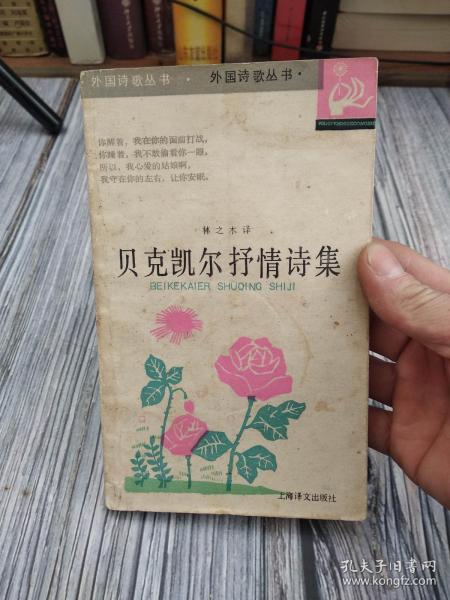 外国诗歌丛书 · 外国诗歌丛书 ·
你醒着，我在你的面前打战，
你睡着，我不敢偷看你一眼，
所以，我心爱的姑娘啊，
我守在你的左右，让你安眠。
林之木译
贝克凯尔抒情诗集
BEIKEKAIER SHUQING SHIJI
上海译文出版社
孔夫子旧书网
www.kongfz.com